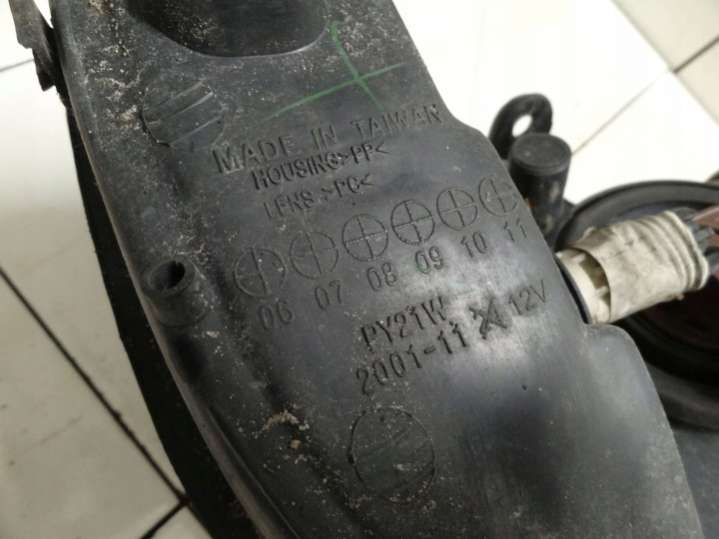 MADE IN TAIWAN
HOUSING>PP<
LENS >PC<
06 07 08 09 10 11
PY21W 12V
2001-11